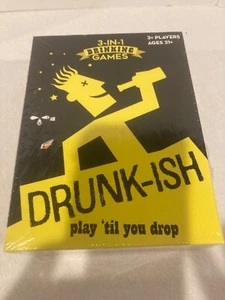 3-IN-1
DRINKING
GAMES
3+ PLAYERS
AGES 21+
DRUNK-ISH
play 'til you drop